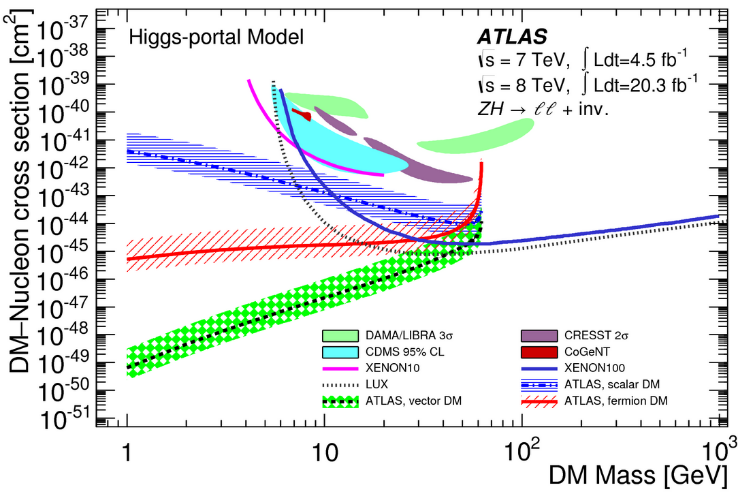 Higgs-portal Model
ATLAS
√s = 7 TeV, ∫ Ldt=4.5 fb⁻¹
√s = 8 TeV, ∫ Ldt=20.3 fb⁻¹
ZH → ℓℓ + inv.
DM–Nucleon cross section [cm²]
10⁻³⁷
10⁻³⁸
10⁻³⁹
10⁻⁴⁰
10⁻⁴¹
10⁻⁴²
10⁻⁴³
10⁻⁴⁴
10⁻⁴⁵
10⁻⁴⁶
10⁻⁴⁷
10⁻⁴⁸
10⁻⁴⁹
10⁻⁵⁰
10⁻⁵¹
DAMA/LIBRA 3σ
CRESST 2σ
CDMS 95% CL
CoGeNT
XENON10
XENON100
LUX
ATLAS, scalar DM
ATLAS, vector DM
ATLAS, fermion DM
1 10 10² 10³
DM Mass [GeV]